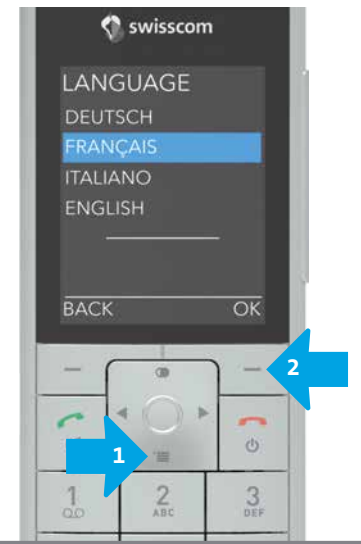 swisscom
LANGUAGE
DEUTSCH
FRANÇAIS
ITALIANO
ENGLISH
BACK OK
2
1
1 2 3
ABC DEF